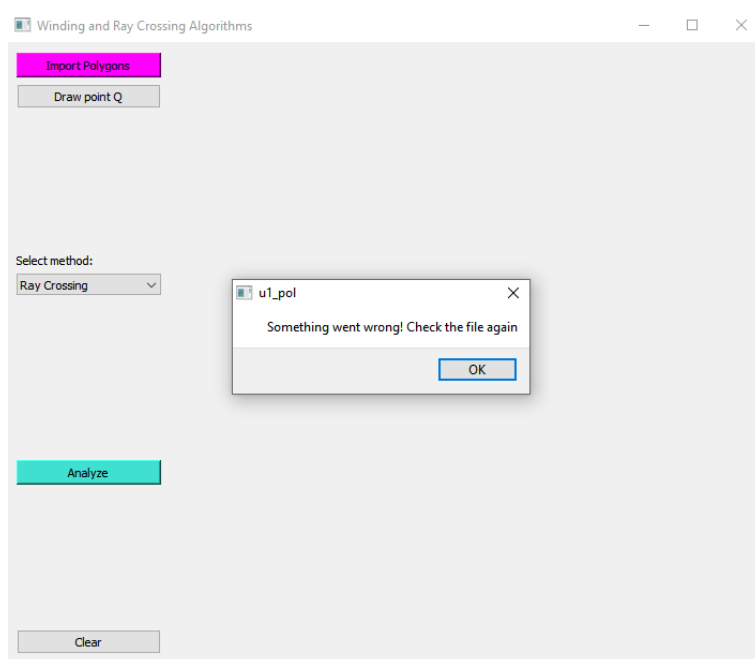 Winding and Ray Crossing Algorithms
Import Polygons
Draw point Q
Select method:
Ray Crossing
u1_pol
Something went wrong! Check the file again
OK
Analyze
Clear